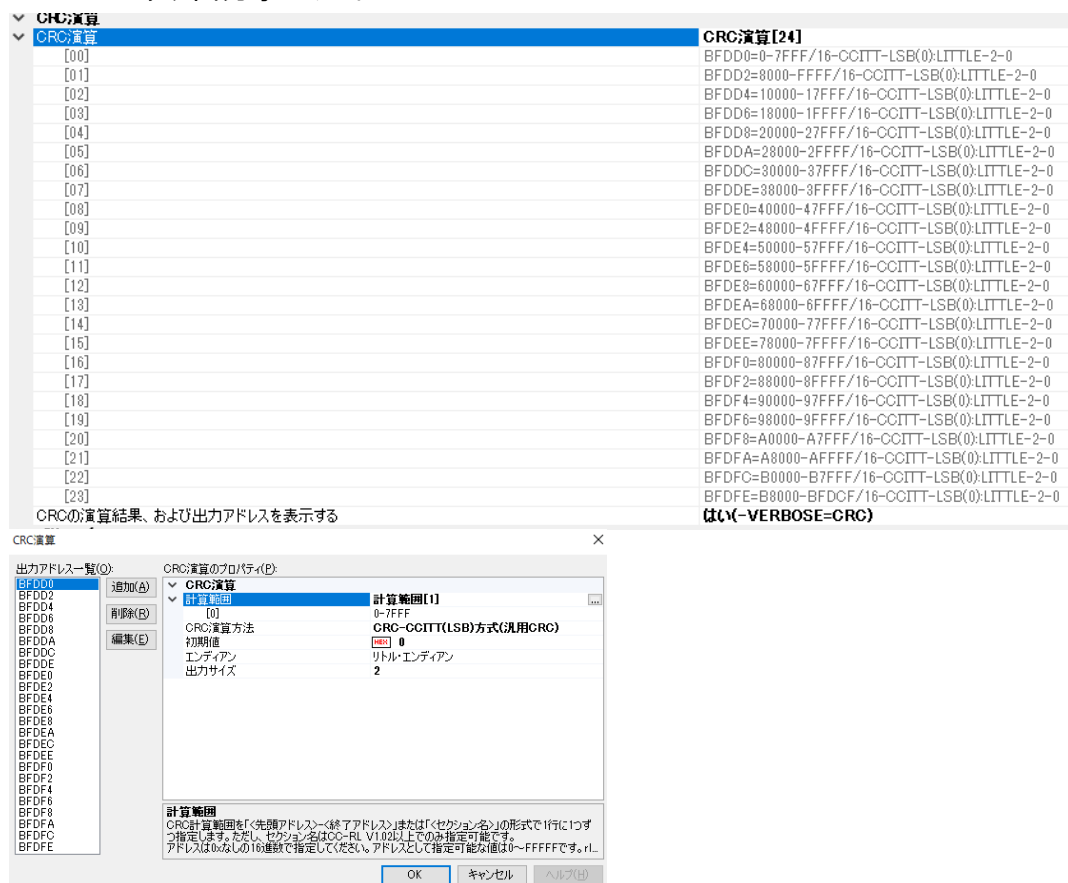 CRC演算
CRC演算 CRC演算[24]
[00] BFDD0=0-7FFF/16-CCITT-LSB(0):LITTLE-2-0
[01] BFDD2=8000-FFFF/16-CCITT-LSB(0):LITTLE-2-0
[02] BFDD4=10000-17FFF/16-CCITT-LSB(0):LITTLE-2-0
[03] BFDD6=18000-1FFFF/16-CCITT-LSB(0):LITTLE-2-0
[04] BFDD8=20000-27FFF/16-CCITT-LSB(0):LITTLE-2-0
[05] BFDDA=28000-2FFFF/16-CCITT-LSB(0):LITTLE-2-0
[06] BFDDC=30000-37FFF/16-CCITT-LSB(0):LITTLE-2-0
[07] BFDDE=38000-3FFFF/16-CCITT-LSB(0):LITTLE-2-0
[08] BFDE0=40000-47FFF/16-CCITT-LSB(0):LITTLE-2-0
[09] BFDE2=48000-4FFFF/16-CCITT-LSB(0):LITTLE-2-0
[10] BFDE4=50000-57FFF/16-CCITT-LSB(0):LITTLE-2-0
[11] BFDE6=58000-5FFFF/16-CCITT-LSB(0):LITTLE-2-0
[12] BFDE8=60000-67FFF/16-CCITT-LSB(0):LITTLE-2-0
[13] BFDEA=68000-6FFFF/16-CCITT-LSB(0):LITTLE-2-0
[14] BFDEC=70000-77FFF/16-CCITT-LSB(0):LITTLE-2-0
[15] BFDEE=78000-7FFFF/16-CCITT-LSB(0):LITTLE-2-0
[16] BFDF0=80000-87FFF/16-CCITT-LSB(0):LITTLE-2-0
[17] BFDF2=88000-8FFFF/16-CCITT-LSB(0):LITTLE-2-0
[18] BFDF4=90000-97FFF/16-CCITT-LSB(0):LITTLE-2-0
[19] BFDF6=98000-9FFFF/16-CCITT-LSB(0):LITTLE-2-0
[20] BFDF8=A0000-A7FFF/16-CCITT-LSB(0):LITTLE-2-0
[21] BFDFA=A8000-AFFFF/16-CCITT-LSB(0):LITTLE-2-0
[22] BFDFC=B0000-B7FFF/16-CCITT-LSB(0):LITTLE-2-0
[23] BFDFE=B8000-BFDCF/16-CCITT-LSB(0):LITTLE-2-0
CRCの演算結果、および出力アドレスを表示する はい(-VERBOSE=CRC)
CRC演算
出力アドレス一覧(O): CRC演算のプロパティ(P):
BFDD0
BFDD2
BFDD4
BFDD6
BFDD8
BFDDA
BFDDC
BFDDE
BFDE0
BFDE2
BFDE4
BFDE6
BFDE8
BFDEA
BFDEC
BFDEE
BFDF0
BFDF2
BFDF4
BFDF6
BFDF8
BFDFA
BFDFC
BFDFE
追加(A)
削除(R)
編集(E)
CRC演算
計算範囲 計算範囲[1] ...
[0] 0-7FFF
CRC演算方法 CRC-CCITT(LSB)方式(汎用CRC)
初期値 HEX 0
エンディアン リトル・エンディアン
出力サイズ 2
計算範囲
CRC計算範囲を「<先頭アドレス>-<終了アドレス>」または「<セクション名>」の形式で1行に1つず
つ指定します。ただし、セクション名はCC-RL V1.02以上でのみ指定可能です。
アドレスは0xなしの16進数で指定してください。アドレスとして指定可能な値は0～FFFFFです。rl...
OK キャンセル ヘルプ(H)